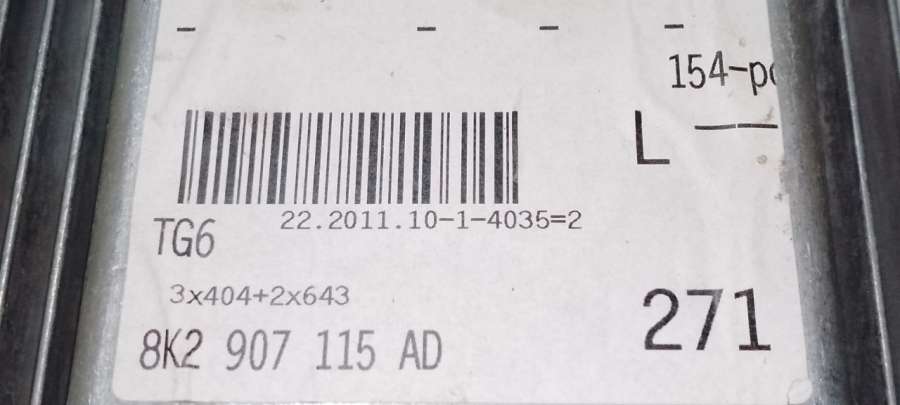 - - - -
154-p
L --
22.2011.10-1-4035=2
TG6
3x404+2x643
8K2 907 115 AD
271